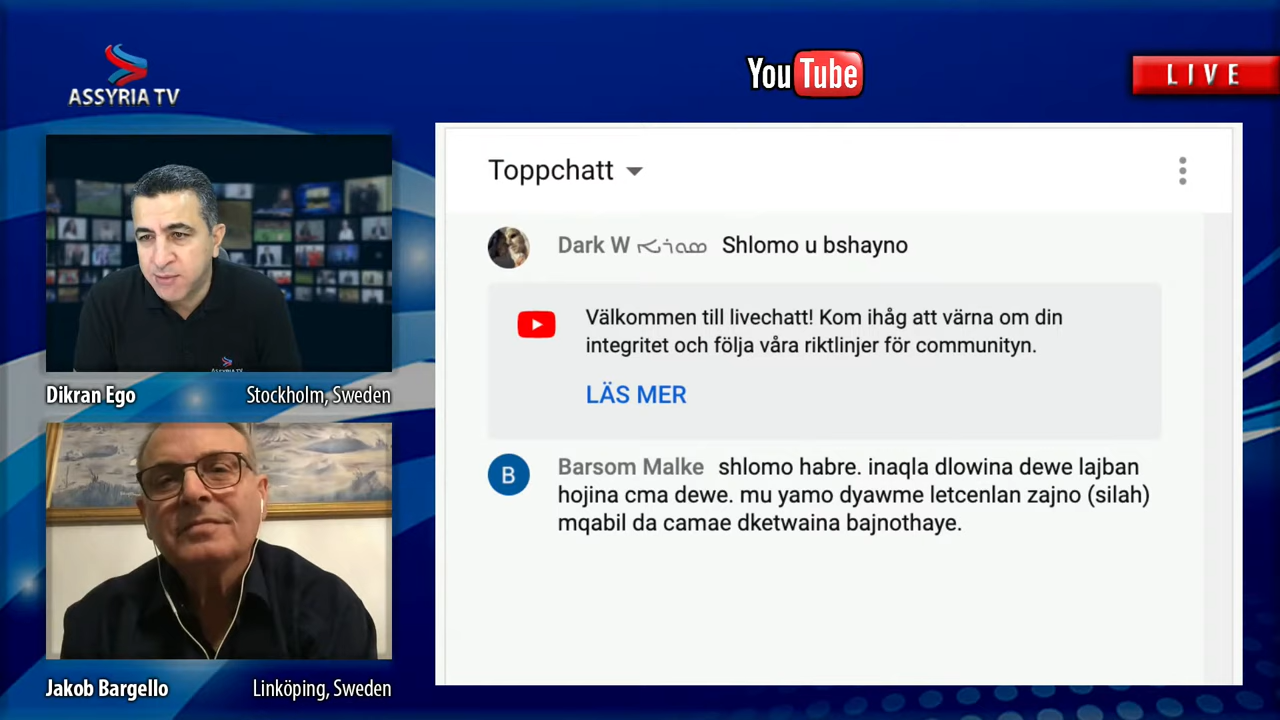 ASSYRIA TV
YouTube
LIVE
Toppchatt
Dark W Shlomo u bshayno
Välkommen till livechatt! Kom ihåg att värna om din
integritet och följa våra riktlinjer för communityn.
LÄS MER
B
Barsom Malke shlomo habre. inaqla dlowina dewe lajban
hojina cma dewe. mu yamo dyawme letcenlan zajno (silah)
mqabil da camae dketwaina bajnothaye.
ASSYRIA TV
Dikran Ego
Stockholm, Sweden
Jakob Bargello
Linköping, Sweden